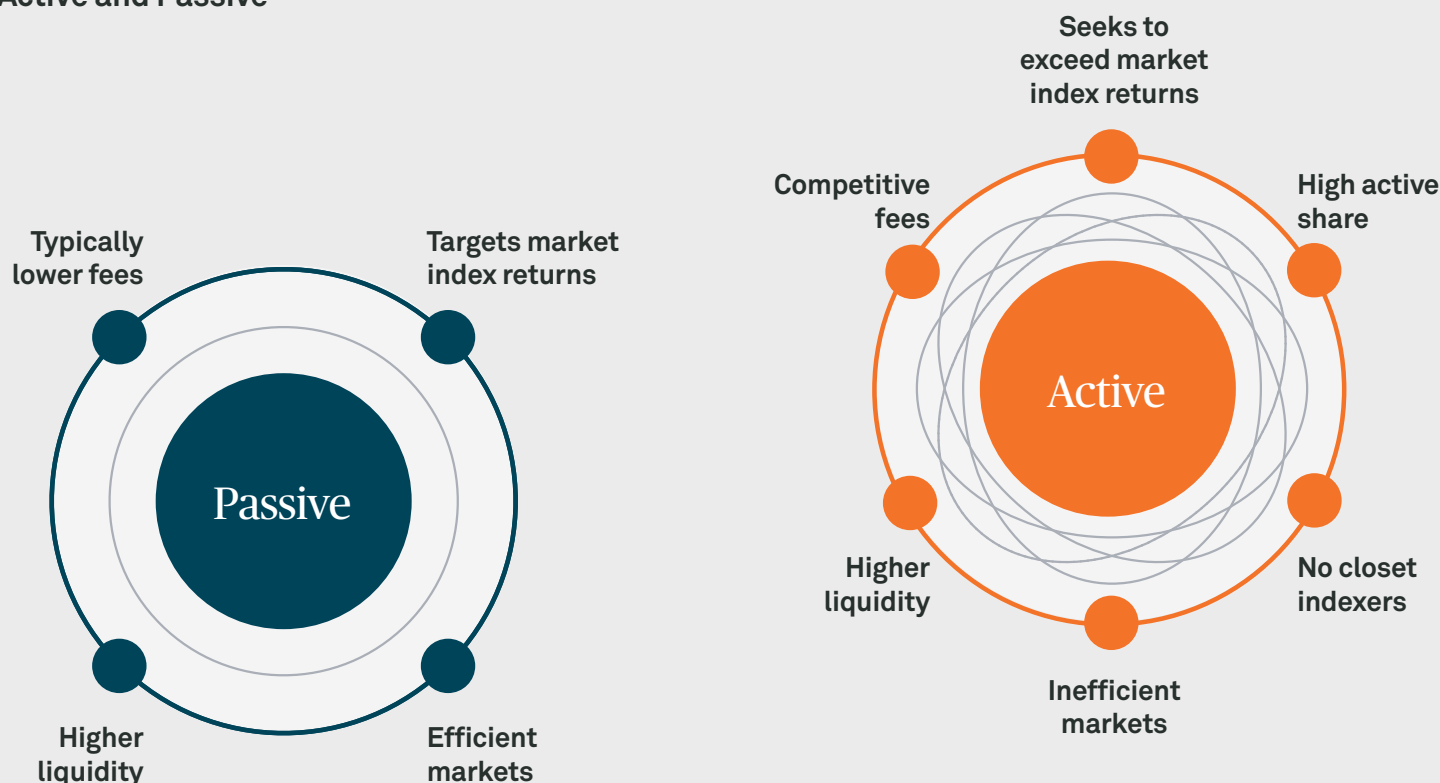 Active and Passive
Typically
lower fees
Targets market
index returns
Passive
Higher
liquidity
Efficient
markets
Seeks to
exceed market
index returns
Competitive
fees
High active
share
Active
Higher
liquidity
No closet
indexers
Inefficient
markets